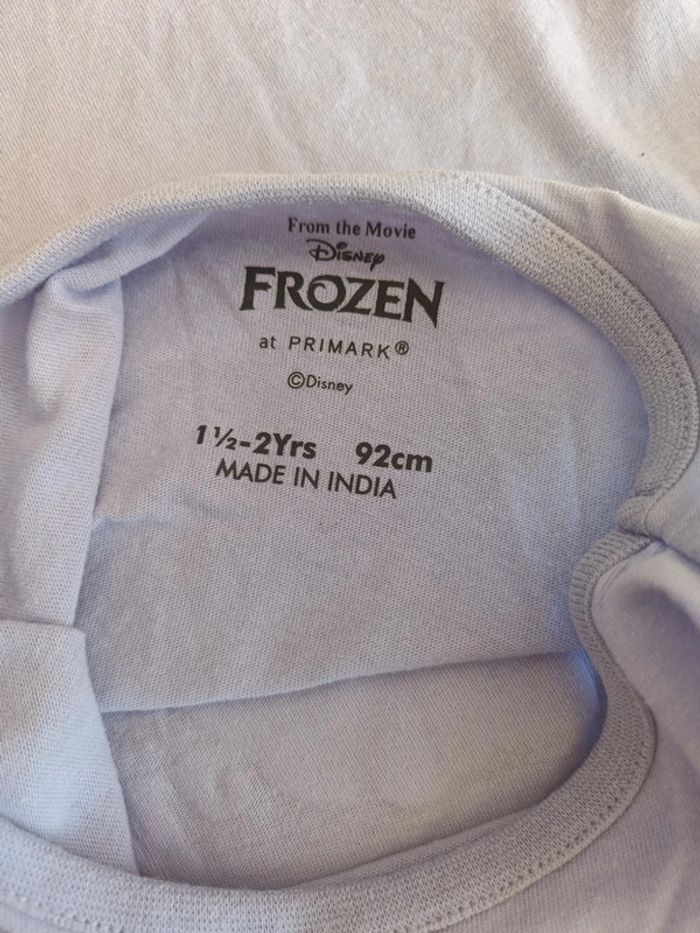 From the Movie
Disney
FROZEN
at PRIMARK®
©Disney
1½-2Yrs 92cm
MADE IN INDIA